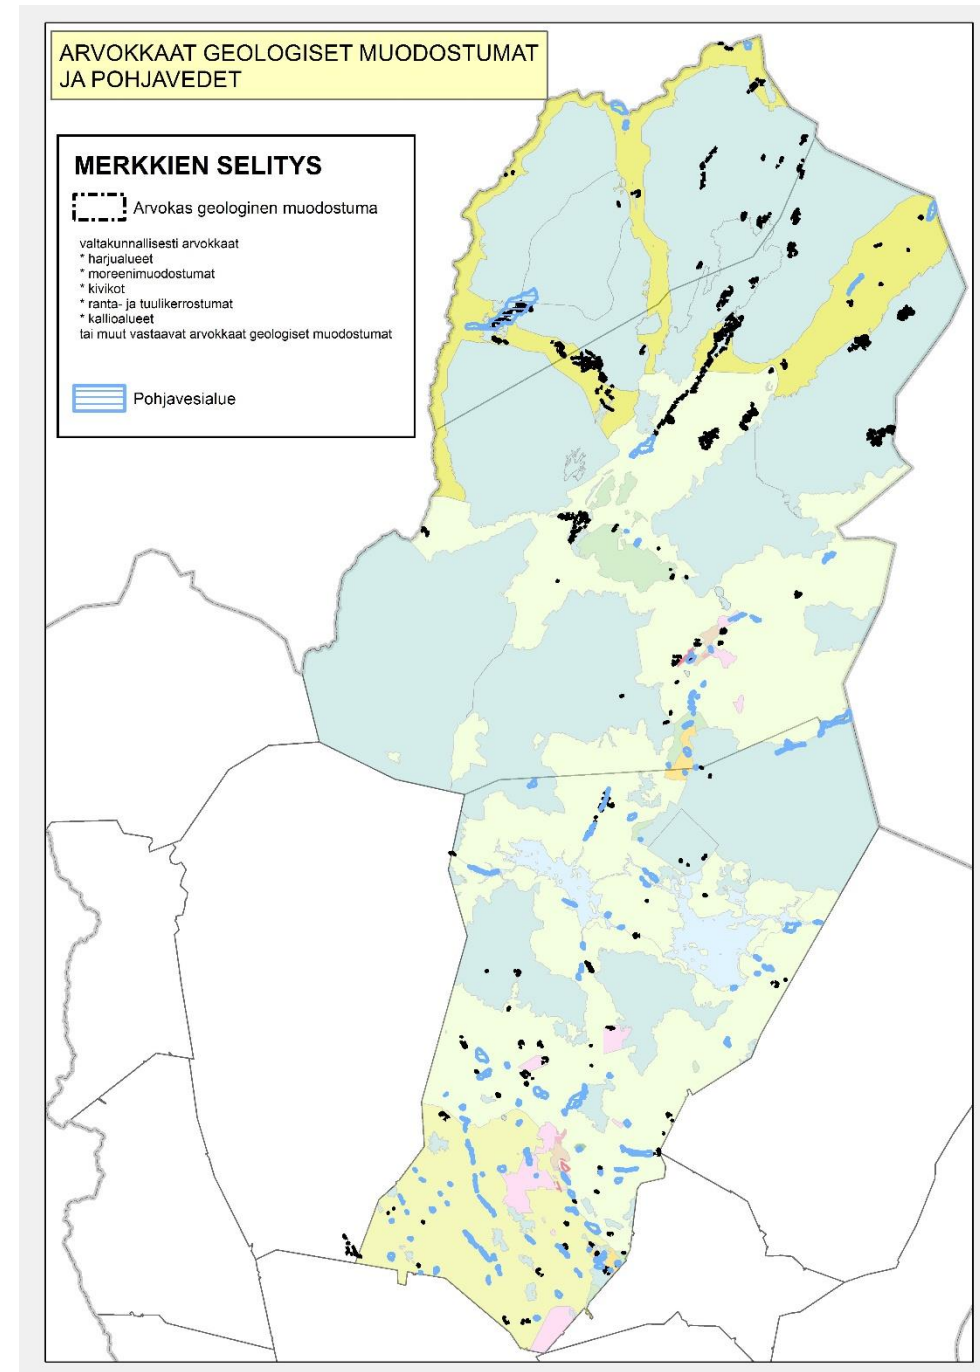 ARVOKKAAT GEOLOGISET MUODOSTUMAT
JA POHJAVEDET
MERKKIEN SELITYS
Arvokas geologinen muodostuma
valtakunnallisesti arvokkaat
* harjualueet
* moreenimuodostumat
* kivikot
* ranta- ja tuulikerrostumat
* kallioalueet
tai muut vastaavat arvokkaat geologiset muodostumat
Pohjavesialue